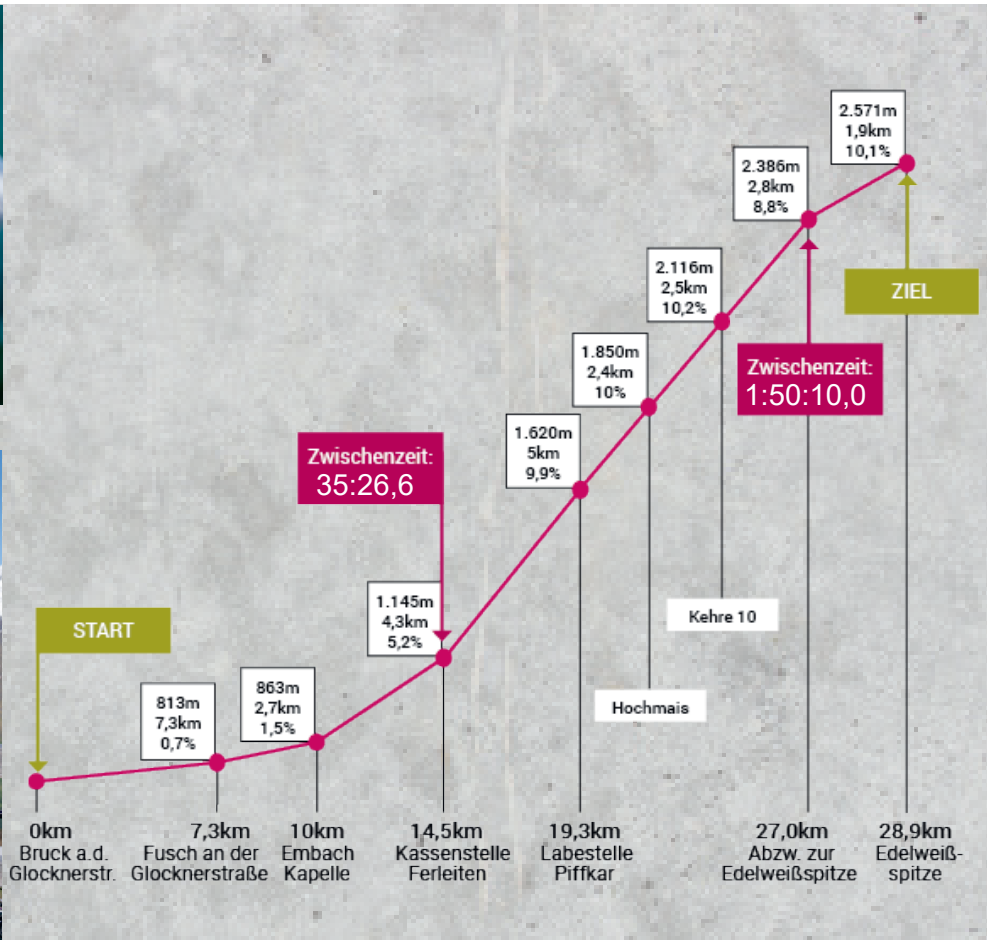 2.571m
1,9km
10,1%
2.386m
2,8km
8,8%
2.116m
2,5km
10,2%
ZIEL
1.850m
2,4km
10%
Zwischenzeit:
1:50:10,0
1.620m
5km
9,9%
Zwischenzeit:
35:26,6
1.145m
4,3km
5,2%
START
Kehre 10
863m
2,7km
1,5%
813m
7,3km
0,7%
Hochmais
0km
Bruck a.d.
Glocknerstr.
7,3km
Fusch an der
Glocknerstraße
10km
Embach
Kapelle
14,5km
Kassenstelle
Ferleiten
19,3km
Labestelle
Piffkar
27,0km
Abzw. zur
Edelweißspitze
28,9km
Edelweiß-
spitze